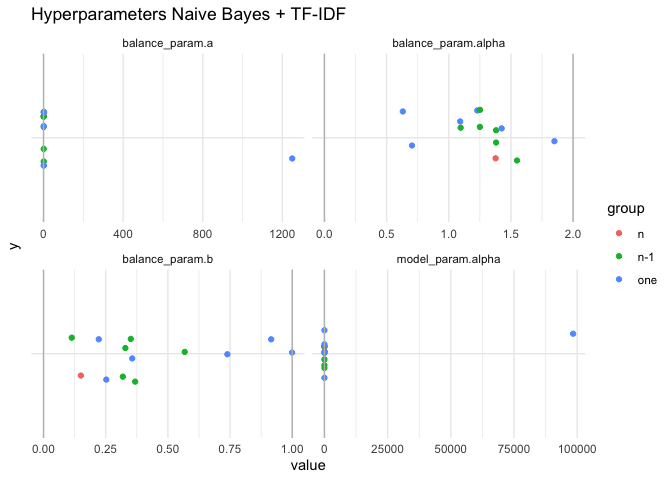 Hyperparameters Naive Bayes + TF-IDF
balance_param.a
balance_param.alpha
0 400 800 1200
0.0 0.5 1.0 1.5 2.0
balance_param.b
model_param.alpha
0.00 0.25 0.50 0.75 1.00
0 25000 50000 75000 100000
value
y
group
n
n-1
one